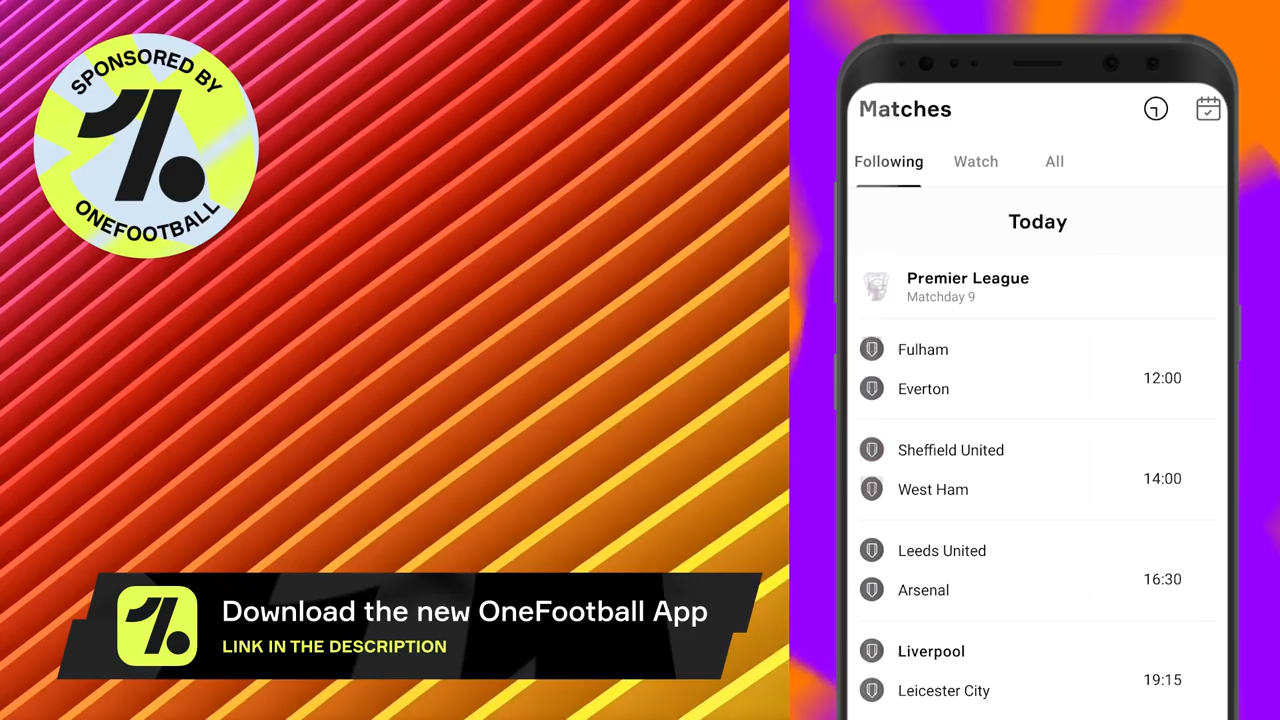 SPONSORED BY
ONEFOOTBALL
Download the new OneFootball App
LINK IN THE DESCRIPTION
Matches
Following Watch All
Today
Premier League
Matchday 9
Fulham
Everton
12:00
Sheffield United
West Ham
14:00
Leeds United
Arsenal
16:30
Liverpool
Leicester City
19:15